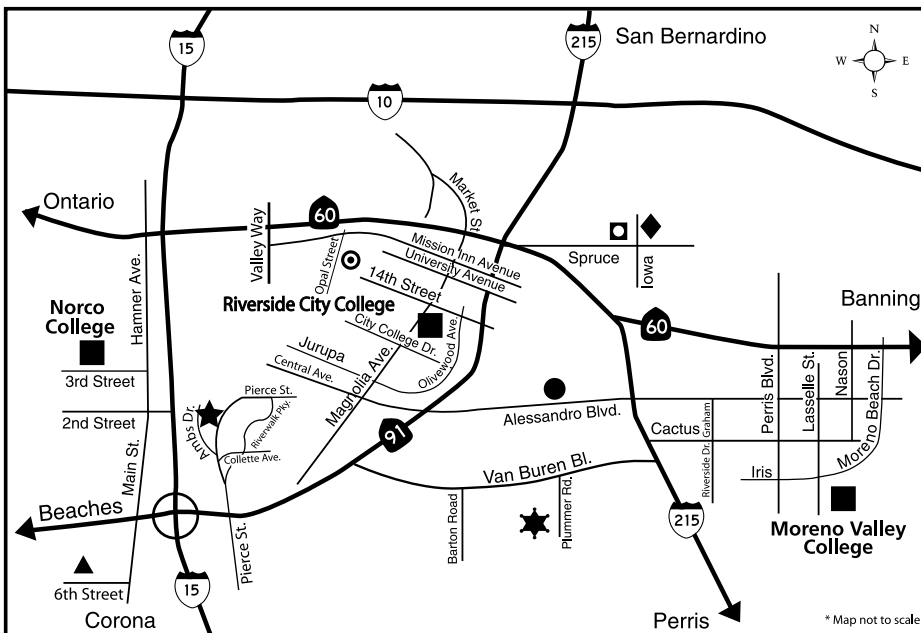 15
215
San Bernardino
N
W
E
S
10
Market St
Ontario
60
Valley Way
Mission Inn Avenue
University Avenue
Opal Street
Spruce
Iowa
Hamner Ave.
14th Street
Riverside City College
Banning
Norco
College
City College Dr.
60
Olivewood Ave.
Jurupa
Central Ave.
Magnolia Ave.
Perris Blvd.
Lasselle St.
Nason
Moreno Beach Dr.
3rd Street
Pierce St.
2nd Street
Ambs Dr.
Riverwalk Pky.
Alessandro Blvd.
Graham
91
Cactus
Main St.
Collette Ave.
Van Buren Bl.
Riverside Dr.
Iris
Beaches
Barton Road
Plummer Rd.
215
Moreno Valley
College
Pierce St.
6th Street
15
Corona
Perris
* Map not to scale